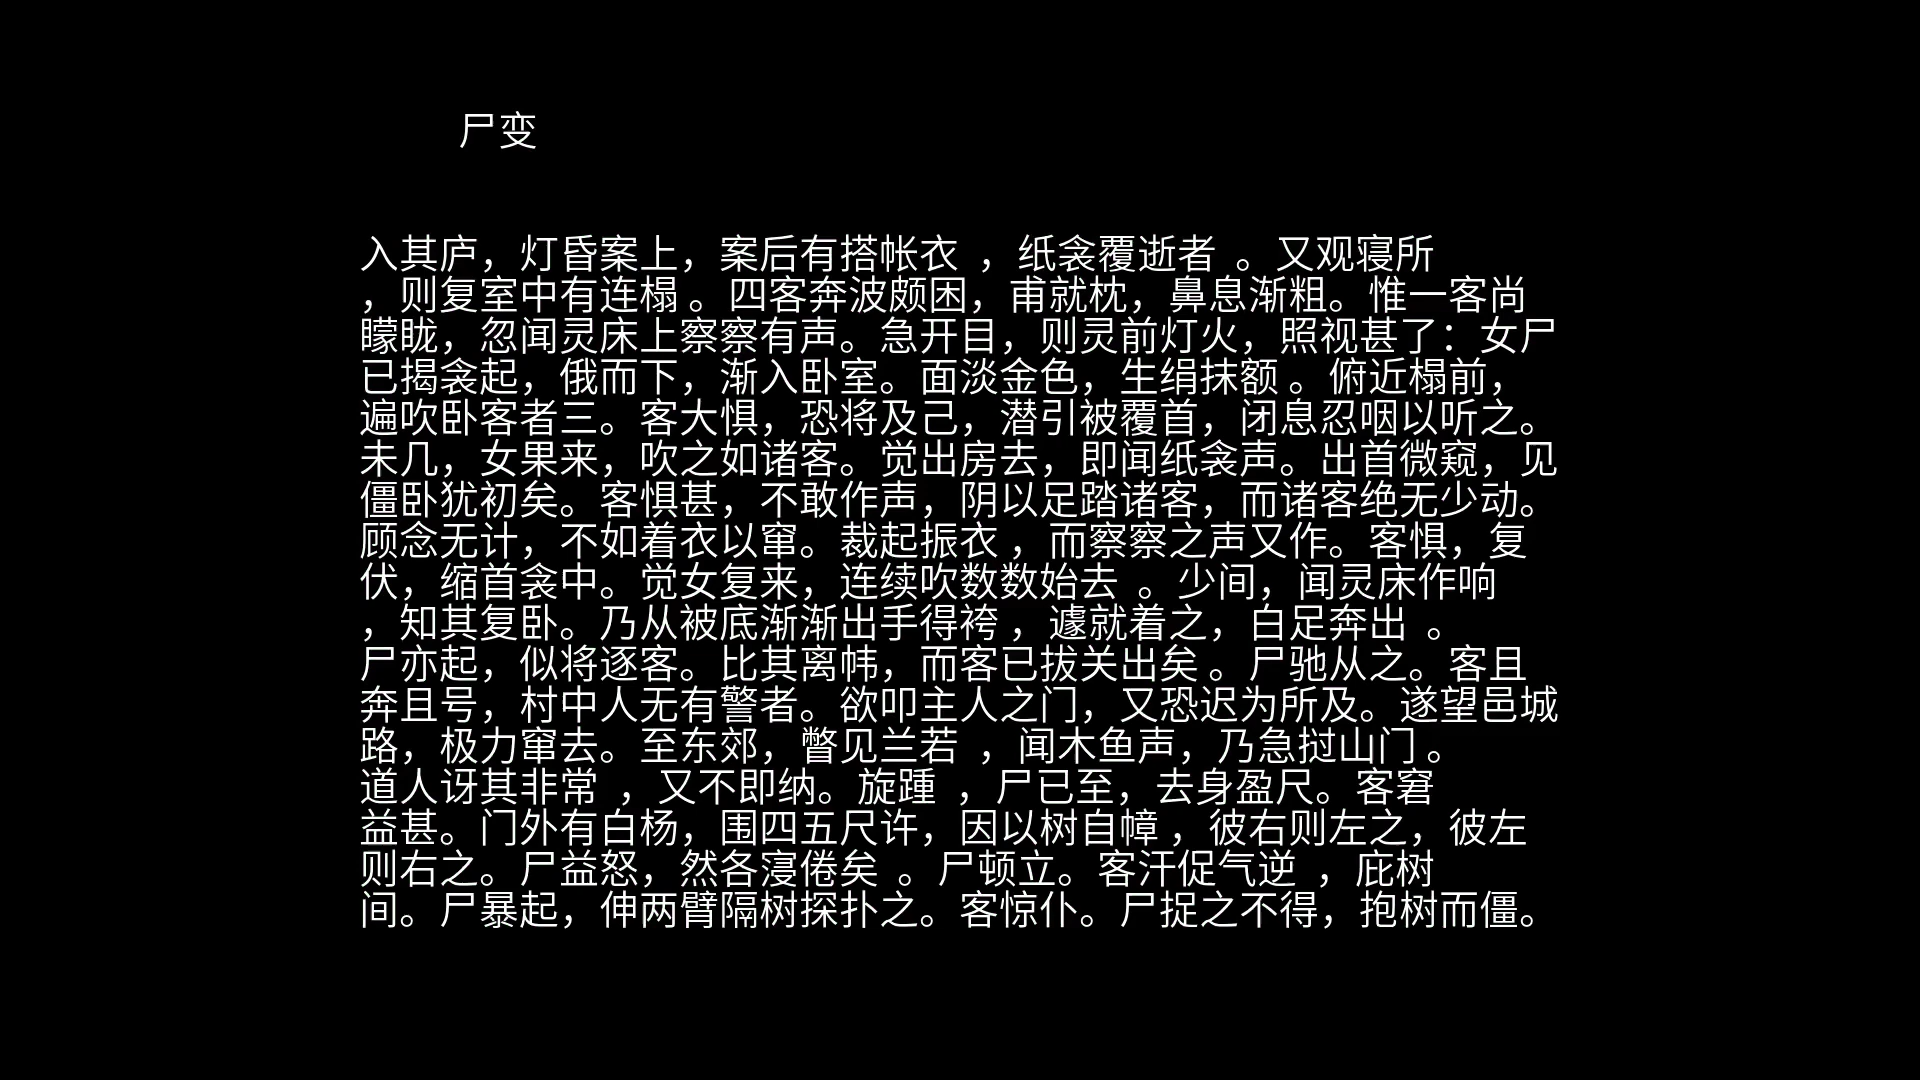 尸变
入其庐，灯昏案上，案后有搭帐衣 ，纸衾覆逝者 。又观寝所
，则复室中有连榻 。四客奔波颇困，甫就枕，鼻息渐粗。惟一客尚
矇眬，忽闻灵床上察察有声。急开目，则灵前灯火，照视甚了：女尸
已揭衾起，俄而下，渐入卧室。面淡金色，生绢抹额 。俯近榻前，
遍吹卧客者三。客大惧，恐将及己，潜引被覆首，闭息忍咽以听之。
未几，女果来，吹之如诸客。觉出房去，即闻纸衾声。出首微窥，见
僵卧犹初矣。客惧甚，不敢作声，阴以足踏诸客，而诸客绝无少动。
顾念无计，不如着衣以窜。裁起振衣 ，而察察之声又作。客惧，复
伏，缩首衾中。觉女复来，连续吹数数始去 。少间，闻灵床作响
，知其复卧。乃从被底渐渐出手得袴 ，遽就着之，白足奔出 。
尸亦起，似将逐客。比其离帏，而客已拔关出矣 。尸驰从之。客且
奔且号，村中人无有警者。欲叩主人之门，又恐迟为所及。遂望邑城
路，极力窜去。至东郊，瞥见兰若 ，闻木鱼声，乃急挝山门 。
道人讶其非常 ，又不即纳。旋踵 ，尸已至，去身盈尺。客窘
益甚。门外有白杨，围四五尺许，因以树自幛 ，彼右则左之，彼左
则右之。尸益怒，然各寖倦矣 。尸顿立。客汗促气逆 ，庇树
间。尸暴起，伸两臂隔树探扑之。客惊仆。尸捉之不得，抱树而僵。